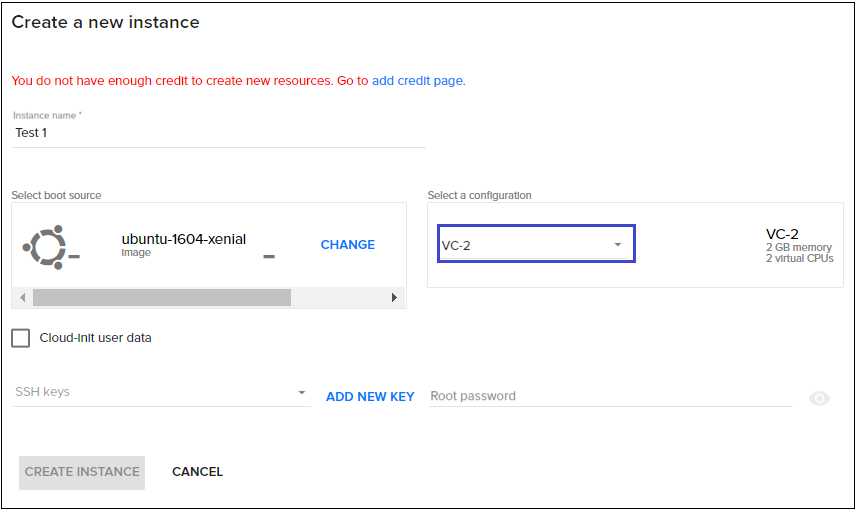 Create a new instance
You do not have enough credit to create new resources. Go to add credit page.
Instance name *
Test 1
Select boot source
ubuntu-1604-xenial
Image
CHANGE
Select a configuration
VC-2
VC-2
2 GB memory
2 virtual CPUs
Cloud-init user data
SSH keys
ADD NEW KEY
Root password
CREATE INSTANCE
CANCEL